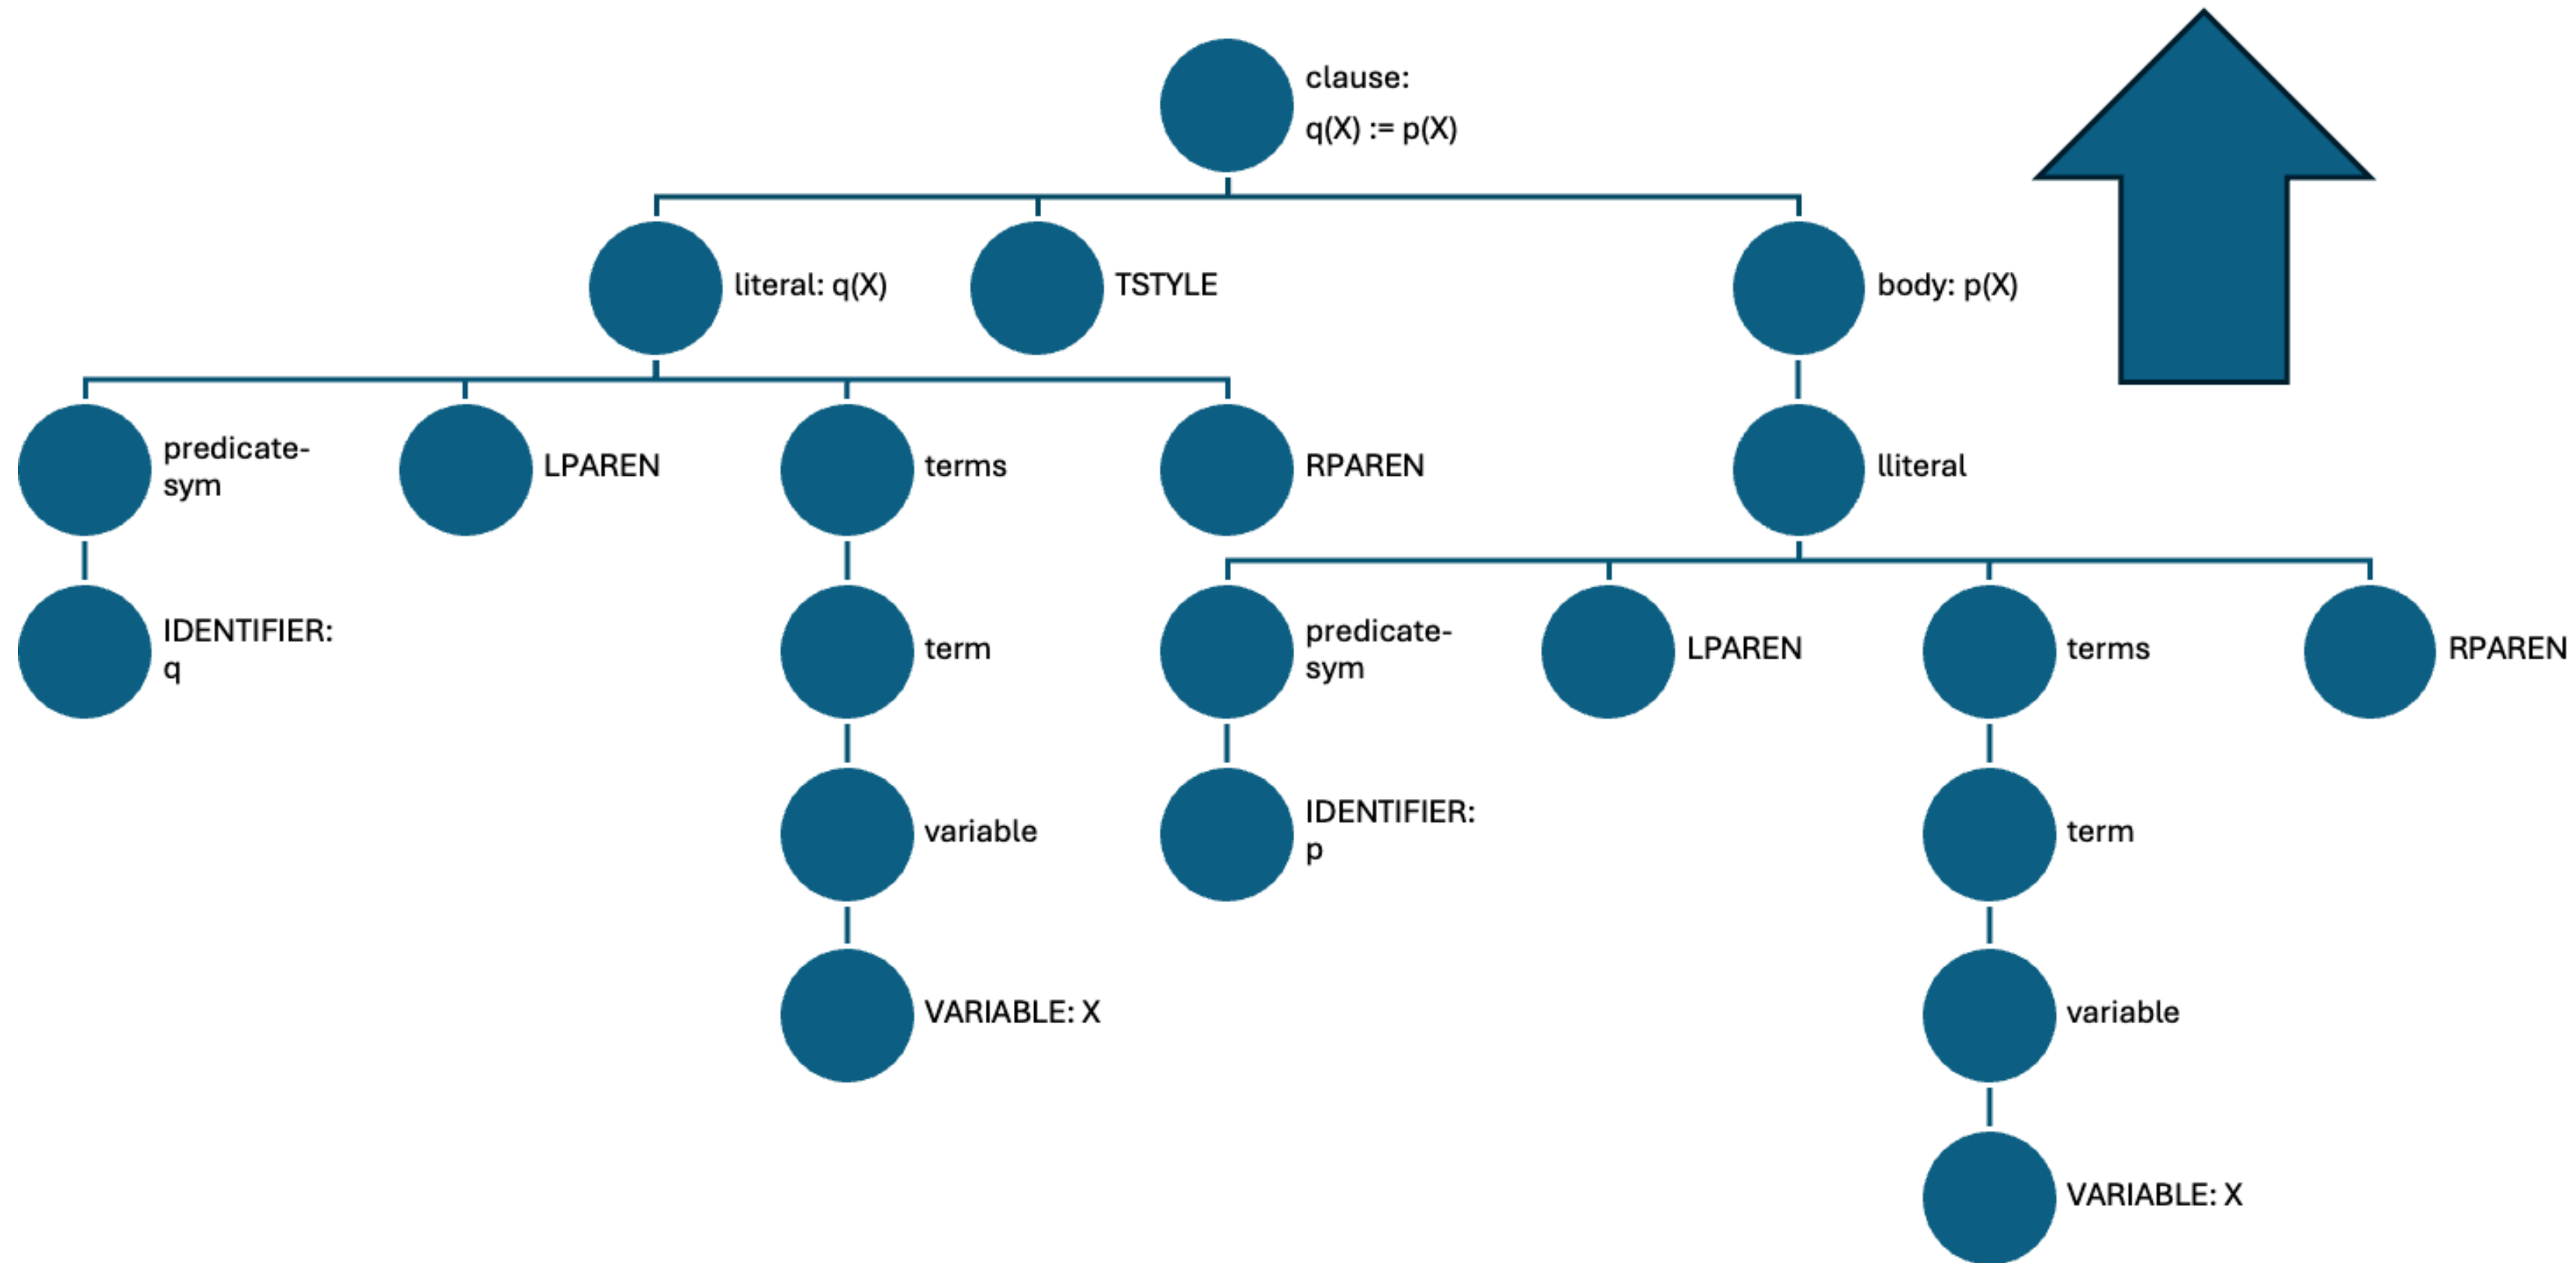 clause:
q(X) := p(X)
literal: q(X)
TSTYLE
body: p(X)
predicate-
sym
LPAREN
terms
RPAREN
lliteral
IDENTIFIER:
q
term
predicate-
sym
LPAREN
terms
RPAREN
variable
IDENTIFIER:
p
term
VARIABLE: X
variable
VARIABLE: X